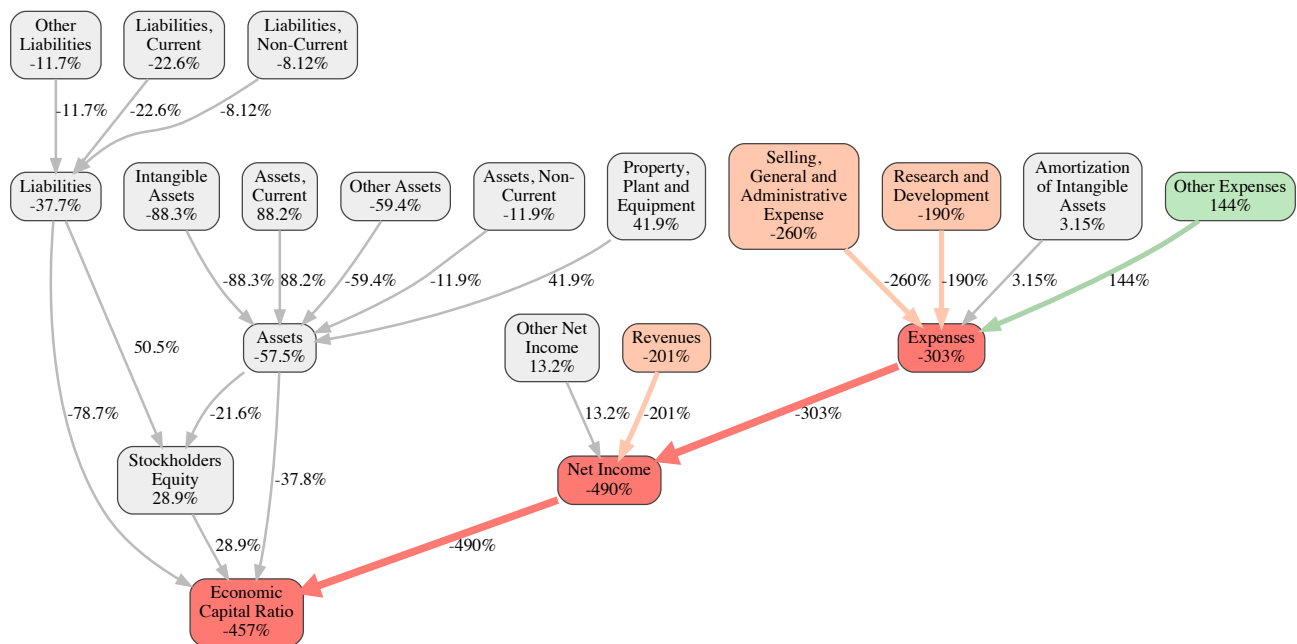 Other
Liabilities
-11.7%
Liabilities,
Current
-22.6%
Liabilities,
Non-Current
-8.12%
-11.7%
-22.6%
-8.12%
Liabilities
-37.7%
Intangible
Assets
-88.3%
Assets,
Current
88.2%
Other Assets
-59.4%
Assets, Non-
Current
-11.9%
Property,
Plant and
Equipment
41.9%
Selling,
General and
Administrative
Expense
-260%
Research and
Development
-190%
Amortization
of Intangible
Assets
3.15%
Other Expenses
144%
-88.3%
88.2%
-59.4%
-11.9%
41.9%
-260%
-190%
3.15%
144%
50.5%
Assets
-57.5%
Other Net
Income
13.2%
Revenues
-201%
Expenses
-303%
-78.7%
-21.6%
13.2%
-201%
-303%
Stockholders
Equity
28.9%
-37.8%
Net Income
-490%
28.9%
-490%
Economic
Capital Ratio
-457%